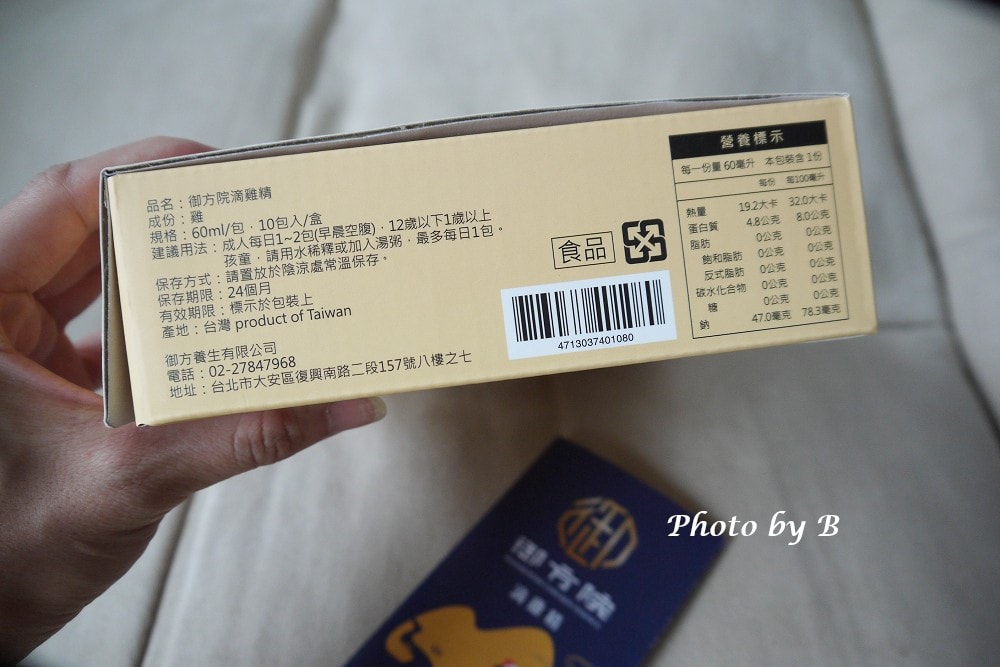 品名：御方院滴雞精
成份：雞
規格：60ml/包，10包入/盒
建議用法：成人每日1~2包(早晨空腹)，12歲以下1歲以上
孩童，請用水稀釋或加入湯粥，最多每日1包。
保存方式：請置放於陰涼處常溫保存。
保存期限：24個月
有效期限：標示於包裝上
產地：台灣 product of Taiwan
御方養生有限公司
電話：02-27847968
地址：台北市大安區復興南路二段157號八樓之七
食品
4713037401080
營養標示
每一份量 60毫升 本包裝含 1份
每份 每100毫升
熱量 19.2大卡 32.0大卡
蛋白質 4.8公克 8.0公克
脂肪 0公克 0公克
飽和脂肪 0公克 0公克
反式脂肪 0公克 0公克
碳水化合物 0公克 0公克
糖 0公克 0公克
鈉 47.0毫克 78.3毫克
御方院
滴雞精
Photo by B